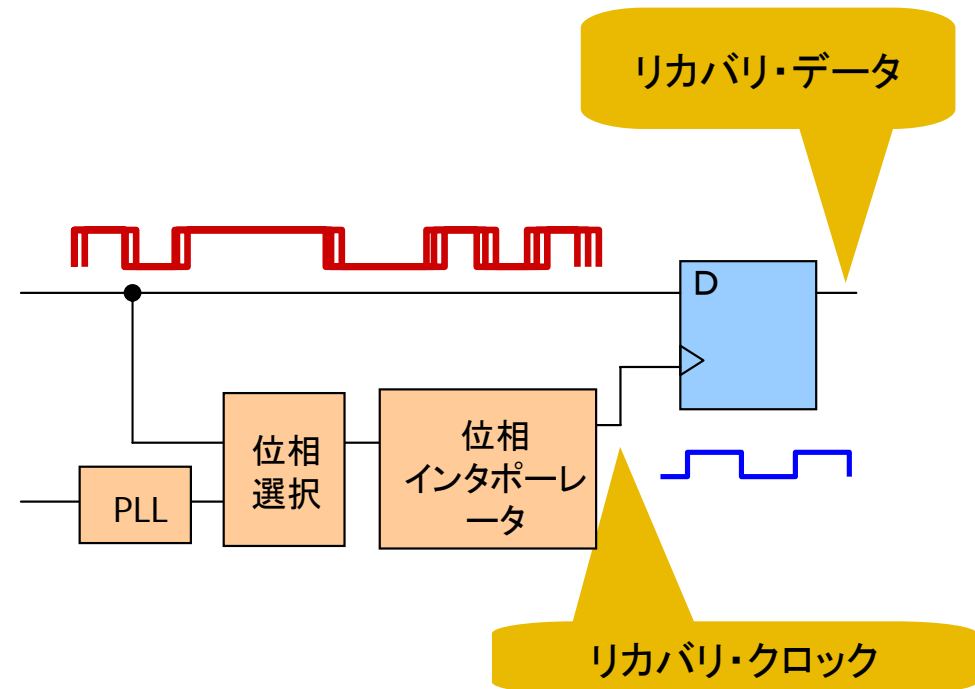 リカバリ・データ
D
位相
選択
位相
インタポーレ
ータ
PLL
リカバリ・クロック